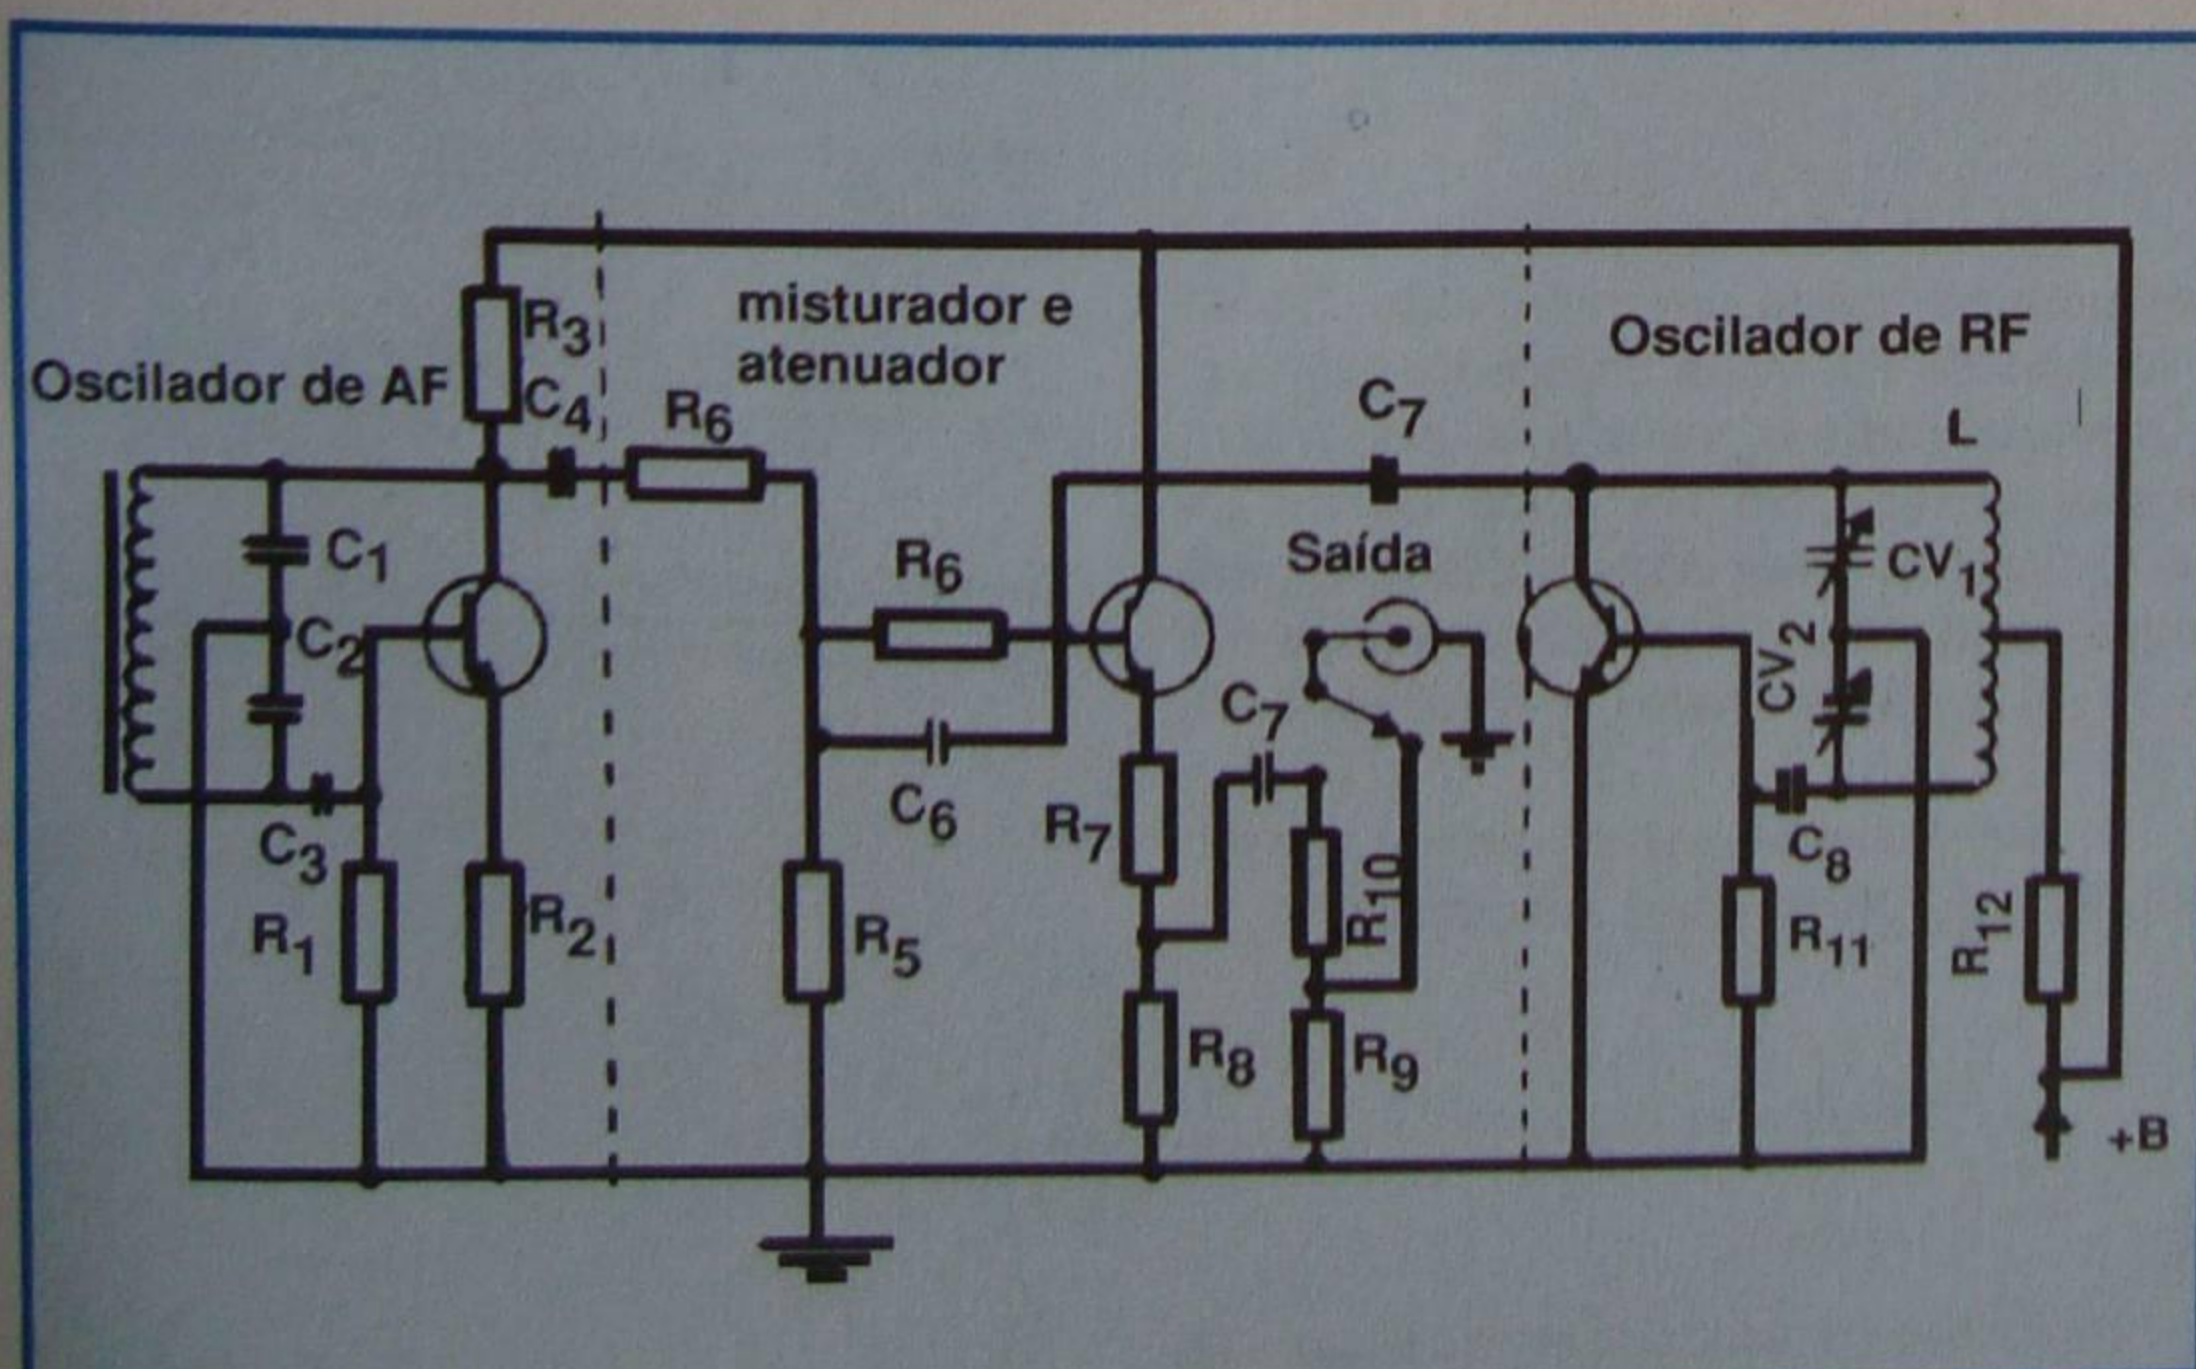 misturador e
atenuador
Oscilador de RF
Oscilador de AF
R3
C4
R6
C7
L
C1
C2
R6
Saída
CV1
CV2
C7
C3
C6
R7
R10
C8
R1
R2
R5
R8
R9
R11
R12
+B